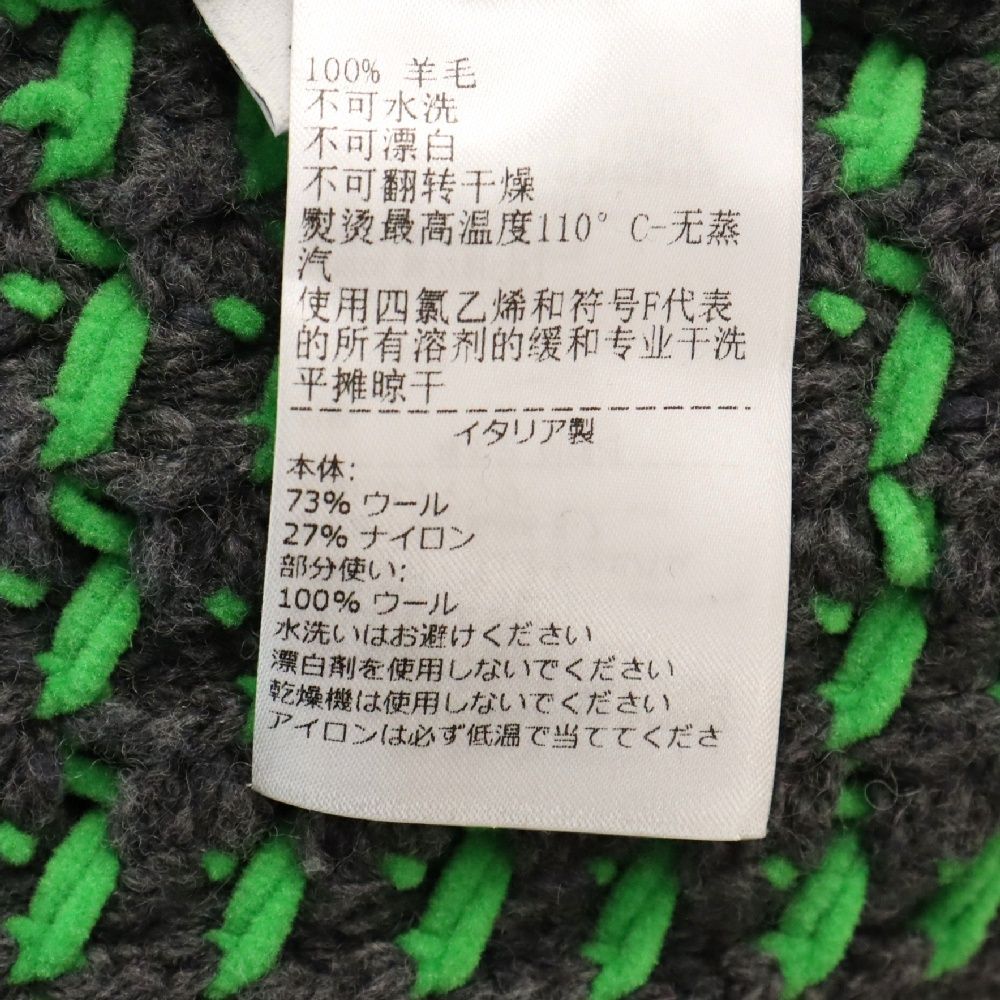 100% 羊毛
不可水洗
不可漂白
不可翻转干燥
熨烫最高温度110° C-无蒸
汽
使用四氯乙烯和符号F代表
的所有溶剂的缓和专业干洗
平摊晾干
イタリア製
本体:
73% ウール
27% ナイロン
部分使い:
100% ウール
水洗いはお避けください
漂白剤を使用しないでください
乾燥機は使用しないでください
アイロンは必ず低温で当ててくださ